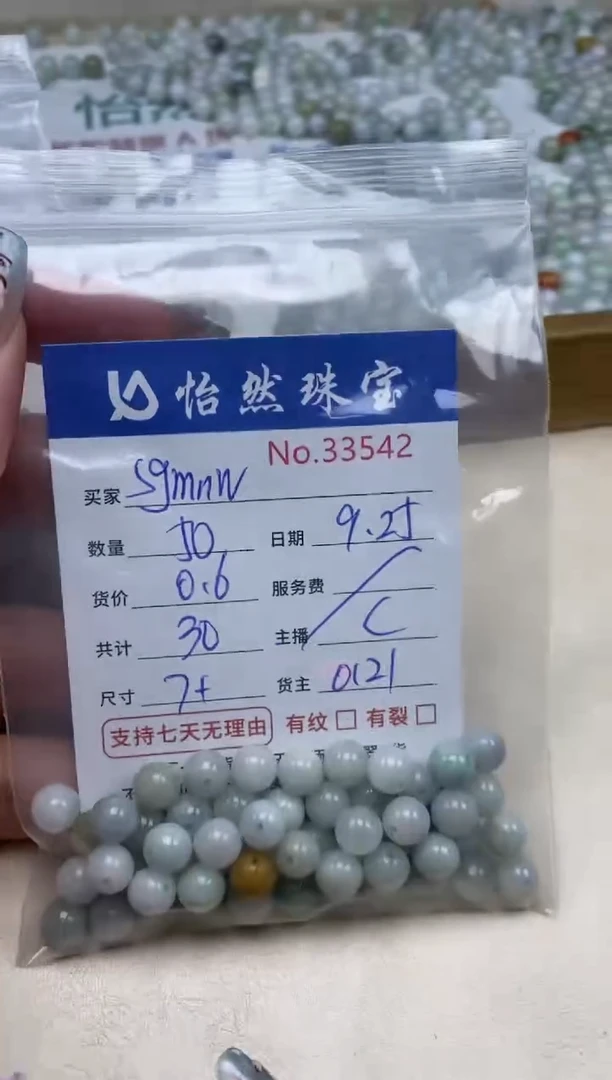 怡然珠宝
No.33542
买家 sgmnw
数量 50 日期 9.25
货价 0.6 服务费 /
共计 30 主播 C
尺寸 7+ 货主 0121
支持七天无理由 有纹 □ 有裂 □